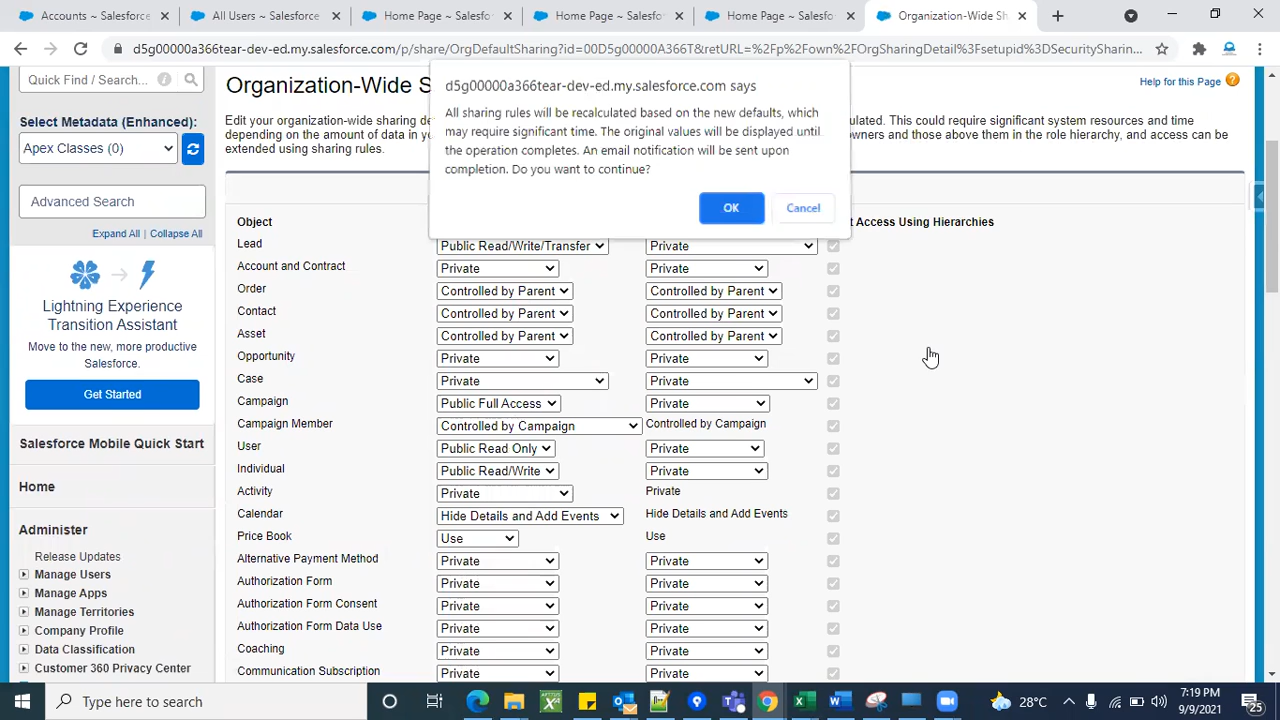 Accounts ~ Salesforce
All Users ~ Salesforce
Home Page ~ Salesfo
Home Page ~ Salesfo
Home Page ~ Salesfo
Organization-Wide Sh
d5g00000a366tear-dev-ed.my.salesforce.com/p/share/OrgDefaultSharing?id=00D5g00000A366T&retURL=%2Fp%2Fown%2FOrgSharingDetail%3Fsetupid%3DSecuritySharin...
Quick Find / Search...
Select Metadata (Enhanced):
Apex Classes (0)
Advanced Search
Expand All | Collapse All
Lightning Experience
Transition Assistant
Move to the new, more productive
Salesforce.
Get Started
Salesforce Mobile Quick Start
Home
Administer
Release Updates
Manage Users
Manage Apps
Manage Territories
Company Profile
Data Classification
Customer 360 Privacy Center
Organization-Wide S
Help for this Page
Edit your organization-wide sharing de
ulated. This could require significant system resources and time
depending on the amount of data in yo
wners and those above them in the role hierarchy, and access can be
extended using sharing rules.
d5g00000a366tear-dev-ed.my.salesforce.com says
All sharing rules will be recalculated based on the new defaults, which
may require significant time. The original values will be displayed until
the operation completes. An email notification will be sent upon
completion. Do you want to continue?
OK
Cancel
Object
t Access Using Hierarchies
Lead Public Read/Write/Transfer Private
Account and Contract Private Private
Order Controlled by Parent Controlled by Parent
Contact Controlled by Parent Controlled by Parent
Asset Controlled by Parent Controlled by Parent
Opportunity Private Private
Case Private Private
Campaign Public Full Access Private
Campaign Member Controlled by Campaign Controlled by Campaign
User Public Read Only Private
Individual Public Read/Write Private
Activity Private Private
Calendar Hide Details and Add Events Hide Details and Add Events
Price Book Use Use
Alternative Payment Method Private Private
Authorization Form Private Private
Authorization Form Consent Private Private
Authorization Form Data Use Private Private
Coaching Private Private
Communication Subscription Private Private
Type here to search
28°C
7:19 PM
9/9/2021
25